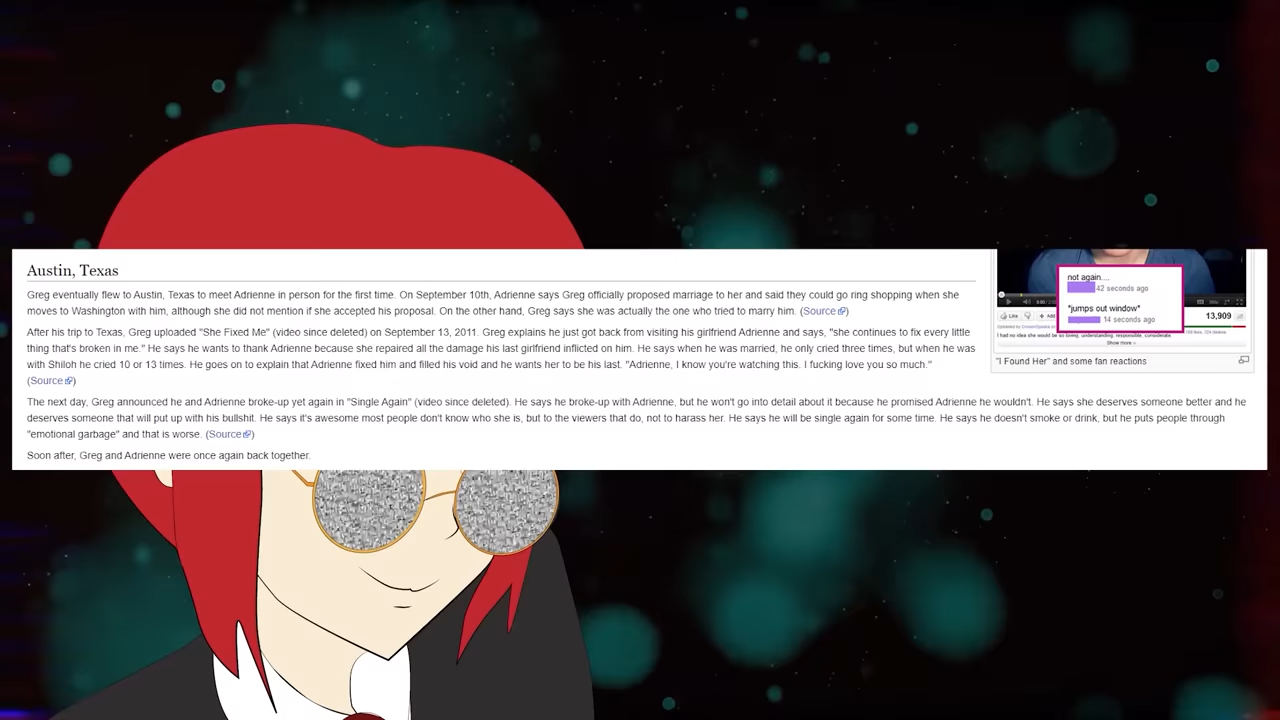 Austin, Texas
Greg eventually flew to Austin, Texas to meet Adrienne in person for the first time. On September 10th, Adrienne says Greg officially proposed marriage to her and said they could go ring shopping when she
moves to Washington with him, although she did not mention if she accepted his proposal. On the other hand, Greg says she was actually the one who tried to marry him. (Source)
After his trip to Texas, Greg uploaded "She Fixed Me" (video since deleted) on September 13, 2011. Greg explains he just got back from visiting his girlfriend Adrienne and says, "she continues to fix every little
thing that's broken in me." He says he wants to thank Adrienne because she repaired all the damage his last girlfriend inflicted on him. He says when he was married, he only cried three times, but when he was
with Shiloh he cried 10 or 13 times. He goes on to explain that Adrienne fixed him and filled his void and he wants her to be his last. "Adrienne, I know you're watching this. I fucking love you so much."
(Source)
The next day, Greg announced he and Adrienne broke-up yet again in "Single Again" (video since deleted). He says he broke-up with Adrienne, but he won't go into detail about it because he promised Adrienne he wouldn't. He says she deserves someone better and he
deserves someone that will put up with his bullshit. He says it's awesome most people don't know who she is, but to the viewers that do, not to harass her. He says he will be single again for some time. He says he doesn't smoke or drink, but he puts people through
"emotional garbage" and that is worse. (Source)
Soon after, Greg and Adrienne were once again back together.
not again....
42 seconds ago
*jumps out window*
14 seconds ago
Like
13,909
Show more
"I Found Her" and some fan reactions